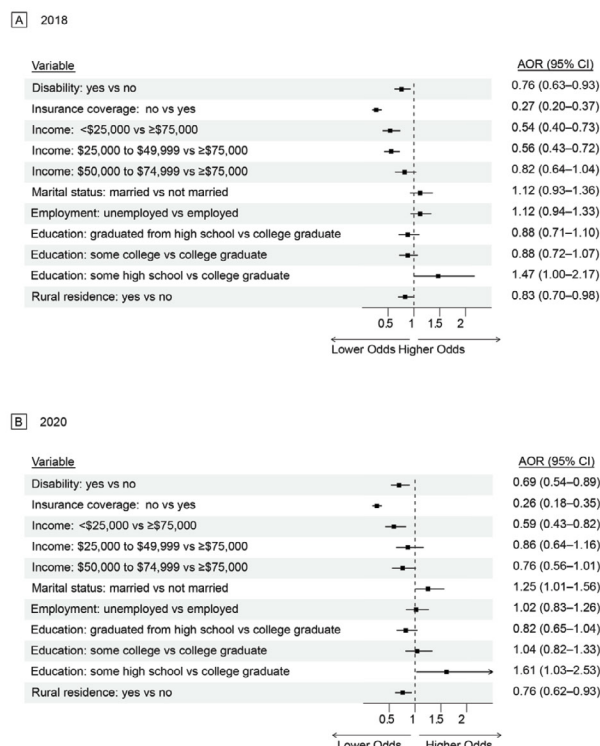 A 2018
Variable AOR (95% CI)
Disability: yes vs no 0.76 (0.63–0.93)
Insurance coverage: no vs yes 0.27 (0.20–0.37)
Income: <$25,000 vs ≥$75,000 0.54 (0.40–0.73)
Income: $25,000 to $49,999 vs ≥$75,000 0.56 (0.43–0.72)
Income: $50,000 to $74,999 vs ≥$75,000 0.82 (0.64–1.04)
Marital status: married vs not married 1.12 (0.93–1.36)
Employment: unemployed vs employed 1.12 (0.94–1.33)
Education: graduated from high school vs college graduate 0.88 (0.71–1.10)
Education: some college vs college graduate 0.88 (0.72–1.07)
Education: some high school vs college graduate 1.47 (1.00–2.17)
Rural residence: yes vs no 0.83 (0.70–0.98)
0.5 1 1.5 2
Lower Odds Higher Odds
B 2020
Variable AOR (95% CI)
Disability: yes vs no 0.69 (0.54–0.89)
Insurance coverage: no vs yes 0.26 (0.18–0.35)
Income: <$25,000 vs ≥$75,000 0.59 (0.43–0.82)
Income: $25,000 to $49,999 vs ≥$75,000 0.86 (0.64–1.16)
Income: $50,000 to $74,999 vs ≥$75,000 0.76 (0.56–1.01)
Marital status: married vs not married 1.25 (1.01–1.56)
Employment: unemployed vs employed 1.02 (0.83–1.26)
Education: graduated from high school vs college graduate 0.82 (0.65–1.04)
Education: some college vs college graduate 1.04 (0.82–1.33)
Education: some high school vs college graduate 1.61 (1.03–2.53)
Rural residence: yes vs no 0.76 (0.62–0.93)
0.5 1 1.5 2
Lower Odds Higher Odds